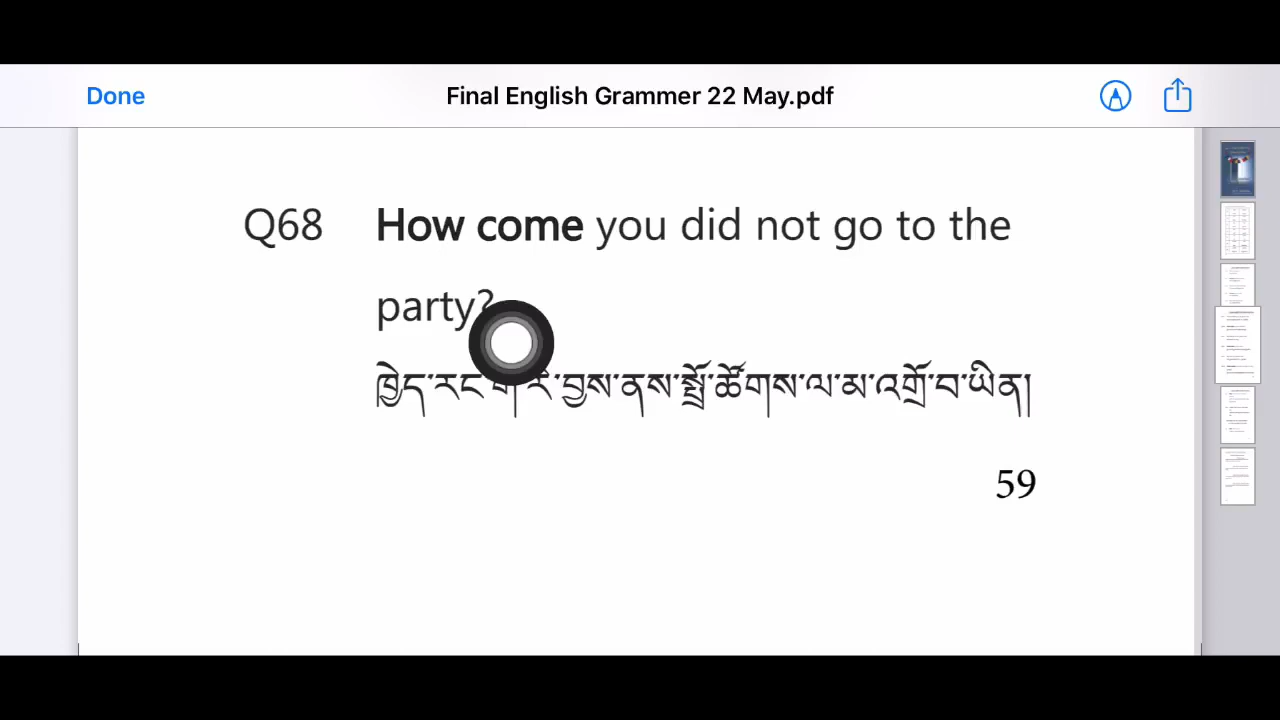 Done
Final English Grammer 22 May.pdf
Q68 How come you did not go to the
party?
ཁྱེད་རང་ག་རེ་བྱས་ནས་སྤྲོ་ཚོགས་ལ་མ་འགྲོ་བ་ཡིན།
59